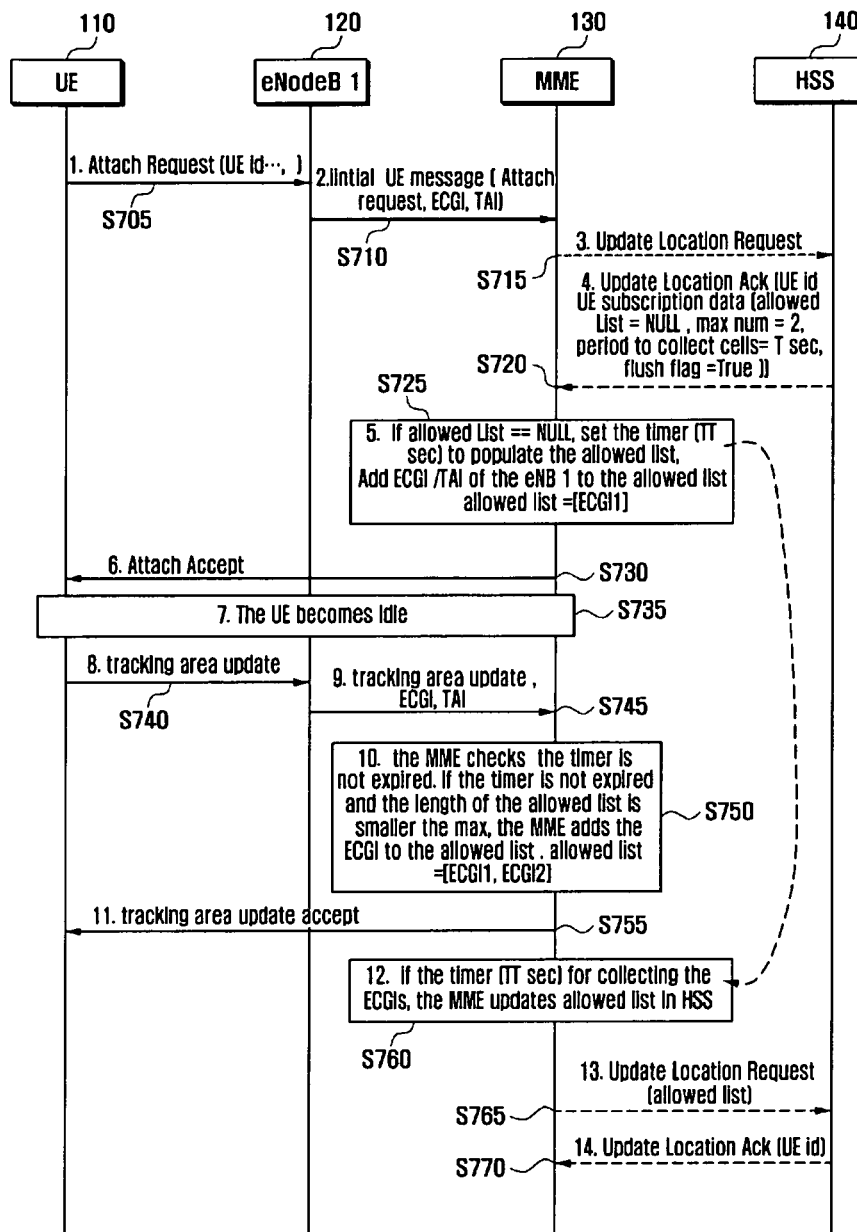 110
120
130
140
UE
eNodeB 1
MME
HSS
1. Attach Request (UE id···, )
S705
2.Iintial UE message ( Attach
request, ECGI, TAI)
S710
3. Update Location Request
S715
4. Update Location Ack (UE id
UE subscription data (allowed
List = NULL , max num = 2,
period to collect cells= T sec,
flush flag =True ))
S720
S725
5. If allowed List == NULL, set the timer (TT
sec) to populate the allowed list,
Add ECGI /TAI of the eNB 1 to the allowed list
allowed list =[ECGI1]
6. Attach Accept
S730
7. The UE becomes Idle
S735
8. tracking area update
S740
9. tracking area update ,
ECGI, TAI
S745
10. the MME checks the timer is
not expired. If the timer is not expired
and the length of the allowed list is
smaller the max, the MME adds the
ECGI to the allowed list . allowed list
=[ECGI1, ECGI2]
S750
11. tracking area update accept
S755
12. if the timer (TT sec) for collecting the
ECGIs, the MME updates allowed list in HSS
S760
13. Update Location Request
(allowed list)
S765
14. Update Location Ack (UE id)
S770